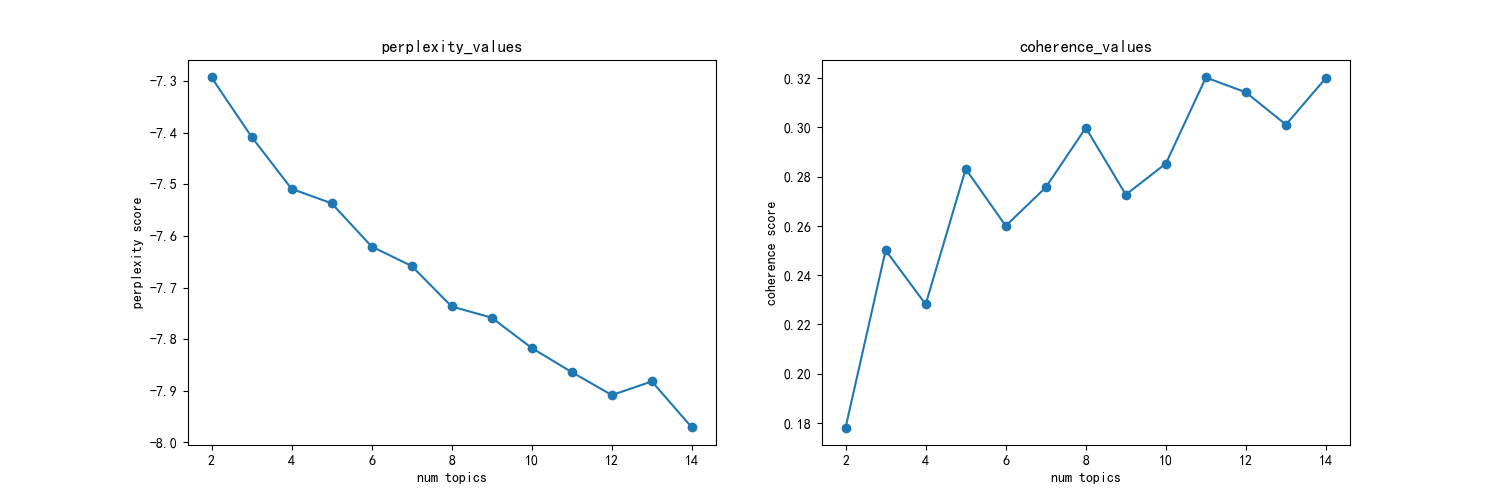 perplexity_values
perplexity score
-7.3
-7.4
-7.5
-7.6
-7.7
-7.8
-7.9
-8.0
2 4 6 8 10 12 14
num topics
coherence_values
coherence score
0.32
0.30
0.28
0.26
0.24
0.22
0.20
0.18
2 4 6 8 10 12 14
num topics